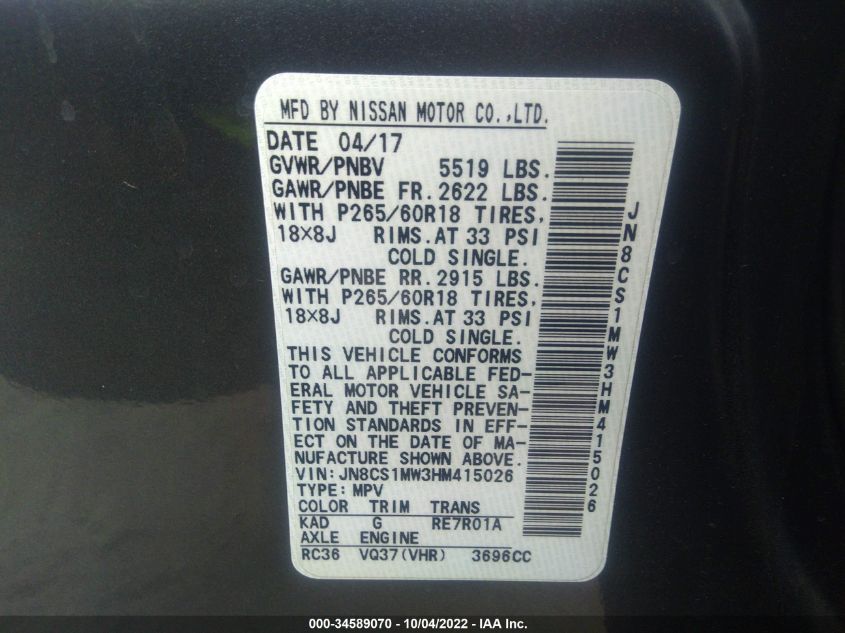 MFD BY NISSAN MOTOR CO.,LTD.
DATE 04/17
GVWR/PNBV 5519 LBS.
GAWR/PNBE FR. 2622 LBS.
WITH P265/60R18 TIRES,
18×8J RIMS.AT 33 PSI
COLD SINGLE.
GAWR/PNBE RR. 2915 LBS.
WITH P265/60R18 TIRES,
18×8J RIMS.AT 33 PSI
COLD SINGLE.
THIS VEHICLE CONFORMS
TO ALL APPLICABLE FED-
ERAL MOTOR VEHICLE SA-
FETY AND THEFT PREVEN-
TION STANDARDS IN EFF-
ECT ON THE DATE OF MA-
NUFACTURE SHOWN ABOVE.
VIN:JN8CS1MW3HM415026
TYPE:MPV
COLOR TRIM TRANS
KAD G RE7R01A
AXLE ENGINE
RC36 VQ37(VHR) 3696CC
JN8CS1MW3HM415026
000-34589070 - 10/04/2022 - IAA Inc.